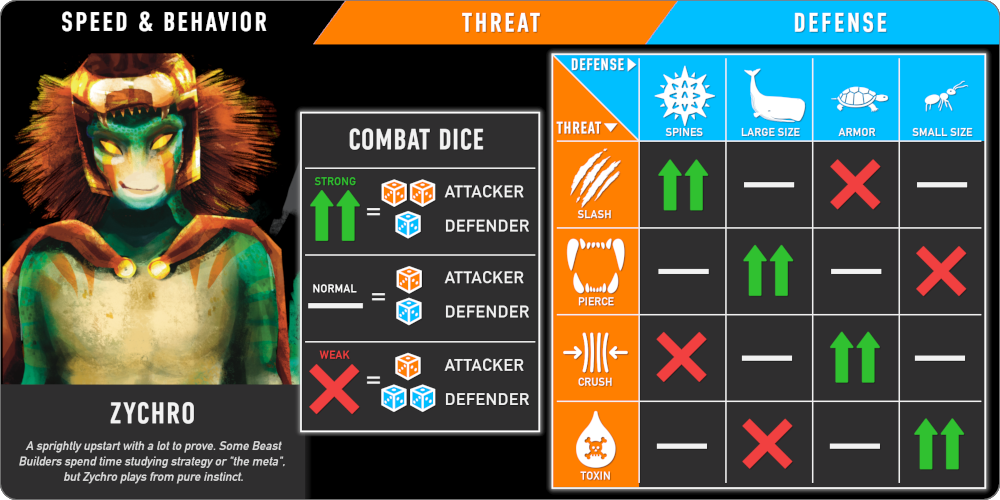 SPEED & BEHAVIOR
THREAT
DEFENSE
ZYCHRO
A sprightly upstart with a lot to prove. Some Beast
Builders spend time studying strategy or "the meta",
but Zychro plays from pure instinct.
COMBAT DICE
STRONG
= ATTACKER
DEFENDER
NORMAL
= ATTACKER
DEFENDER
WEAK
= ATTACKER
DEFENDER
DEFENSE
THREAT
SPINES
LARGE SIZE
ARMOR
SMALL SIZE
SLASH
PIERCE
CRUSH
TOXIN